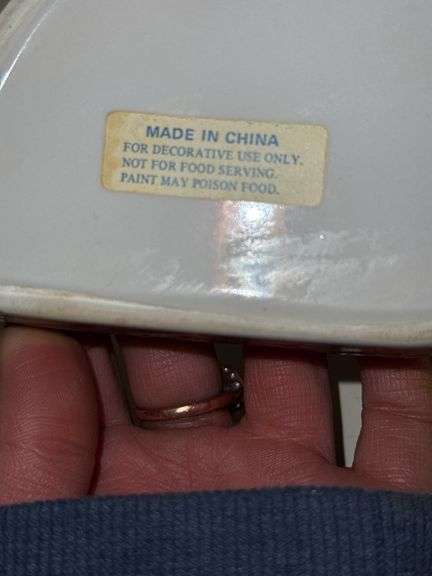 MADE IN CHINA
FOR DECORATIVE USE ONLY.
NOT FOR FOOD SERVING.
PAINT MAY POISON FOOD.